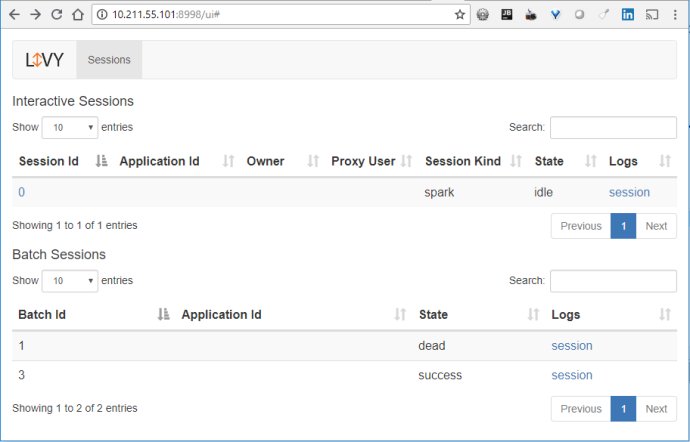 10.211.55.101:8998/ui#
LIVY Sessions
Interactive Sessions
Show 10 entries Search:
Session Id Application Id Owner Proxy User Session Kind State Logs
0 spark idle session
Showing 1 to 1 of 1 entries Previous 1 Next
Batch Sessions
Show 10 entries Search:
Batch Id Application Id State Logs
1 dead session
3 success session
Showing 1 to 2 of 2 entries Previous 1 Next